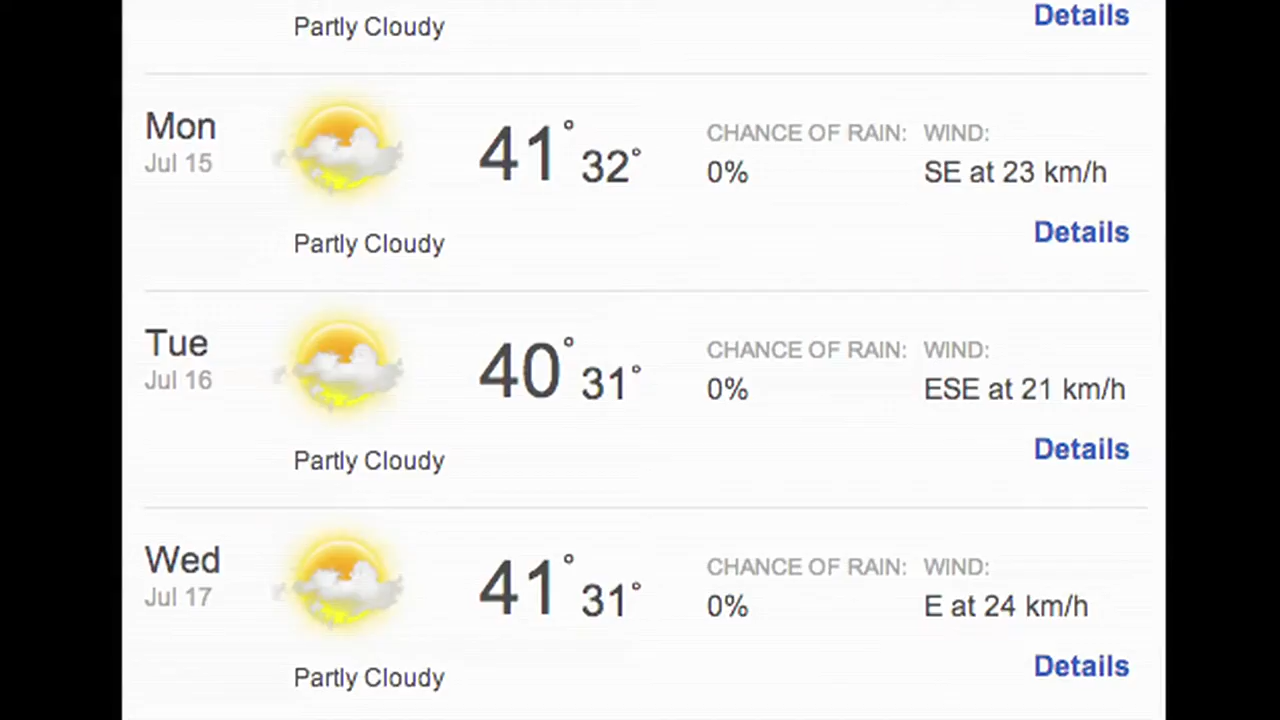 Partly Cloudy
Details
Mon
Jul 15
41° 32°
CHANCE OF RAIN: WIND:
0% SE at 23 km/h
Details
Partly Cloudy
Tue
Jul 16
40° 31°
CHANCE OF RAIN: WIND:
0% ESE at 21 km/h
Details
Partly Cloudy
Wed
Jul 17
41° 31°
CHANCE OF RAIN: WIND:
0% E at 24 km/h
Details
Partly Cloudy